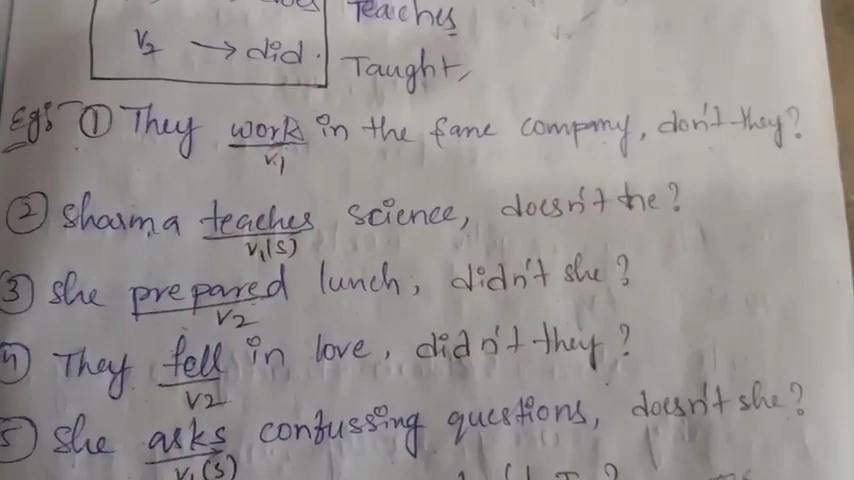 Teaches
V2 → did. Taught,
Eg:- ① They work in the fane company, don't they?
V1
② Sharma teaches science, doesn't he?
V1(s)
③ She prepared lunch, didn't she?
V2
④ They fell in love, didn't they?
V2
⑤ She asks confussing questions, doesn't she?
V1(s)